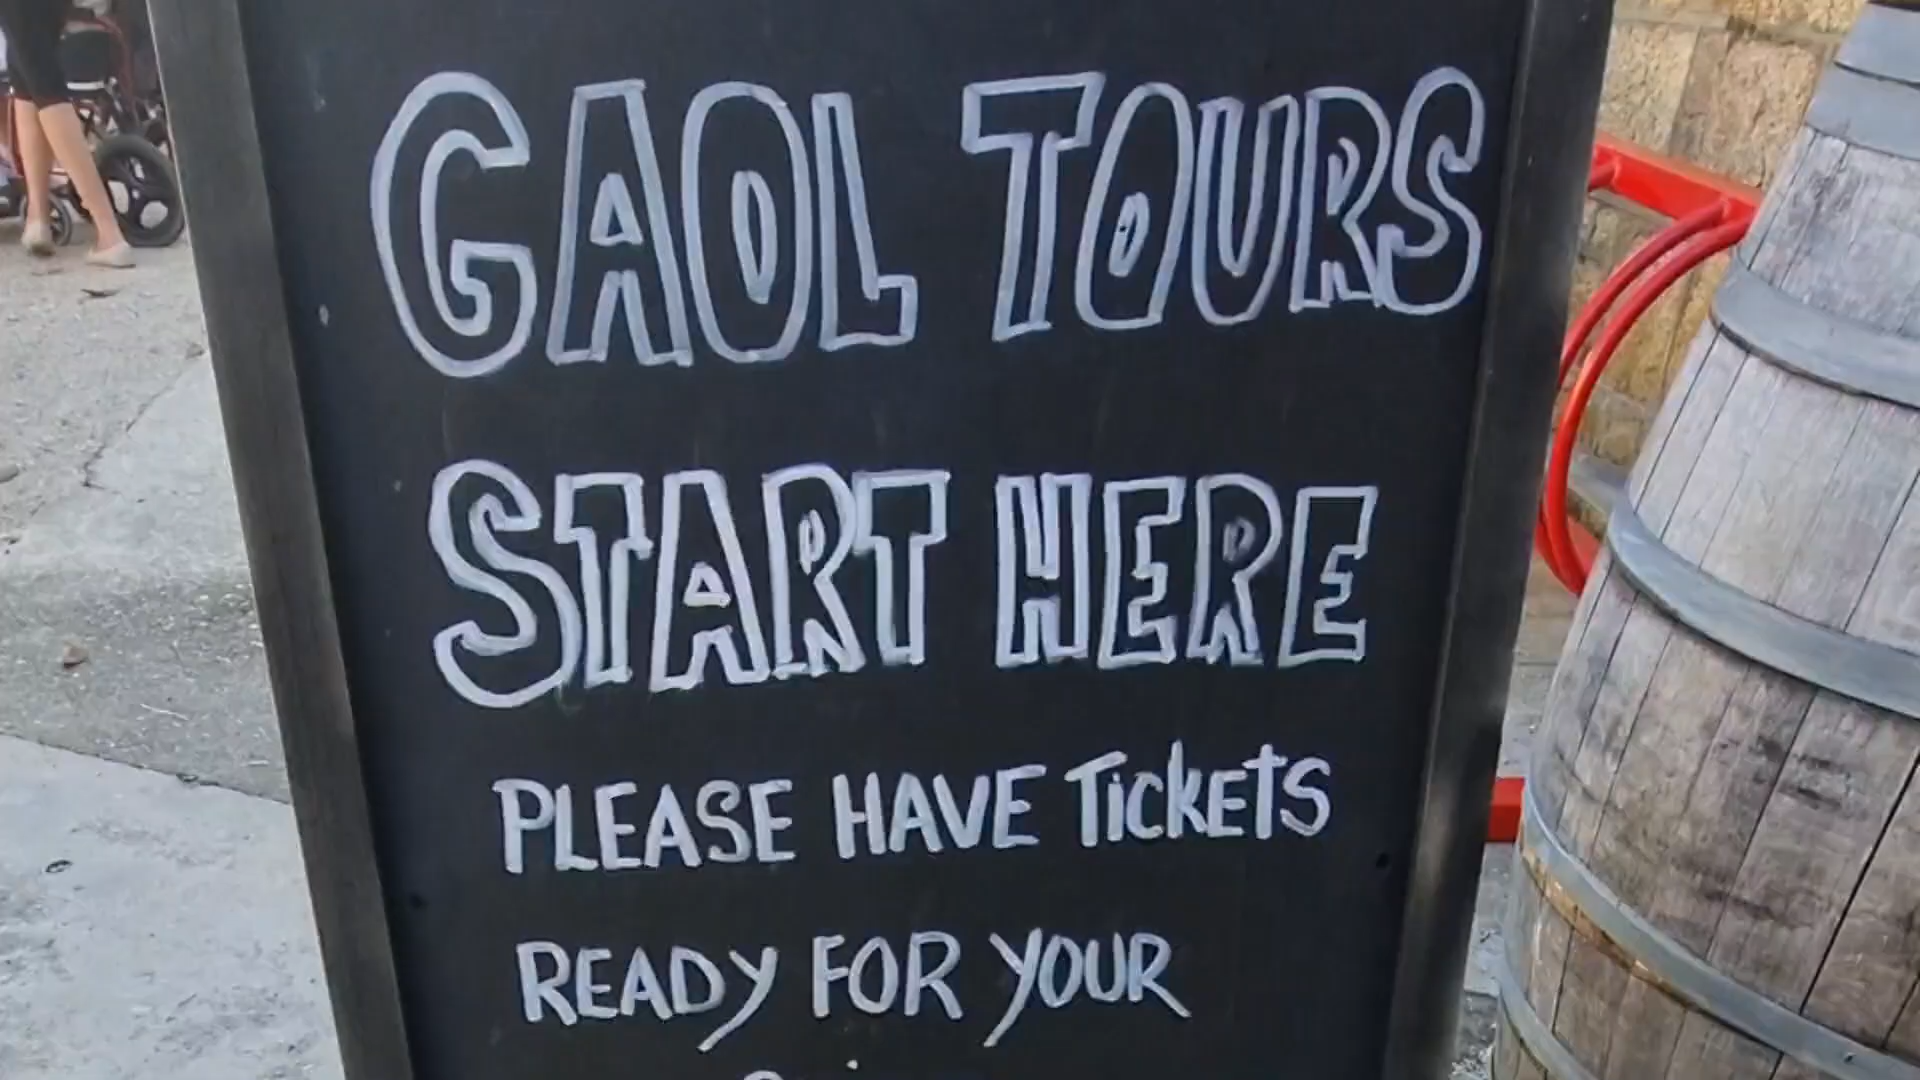 GAOL TOURS
START HERE
PLEASE HAVE TICKETS
READY FOR YOUR